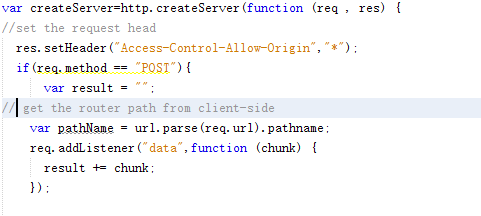 var createServer=http.createServer(function (req , res) {
//set the request head
res.setHeader("Access-Control-Allow-Origin","*");
if(req.method == "POST"){
var result = "";
// get the router path from client-side
var pathName = url.parse(req.url).pathname;
req.addListener("data",function (chunk) {
result += chunk;
});